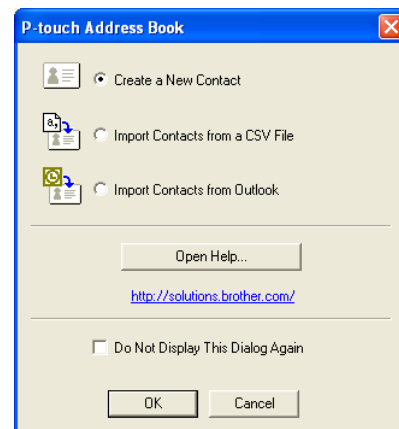 P-touch Address Book
Create a New Contact
a,
Import Contacts from a CSV File
Import Contacts from Outlook
Open Help...
http://solutions.brother.com/
Do Not Display This Dialog Again
OK
Cancel